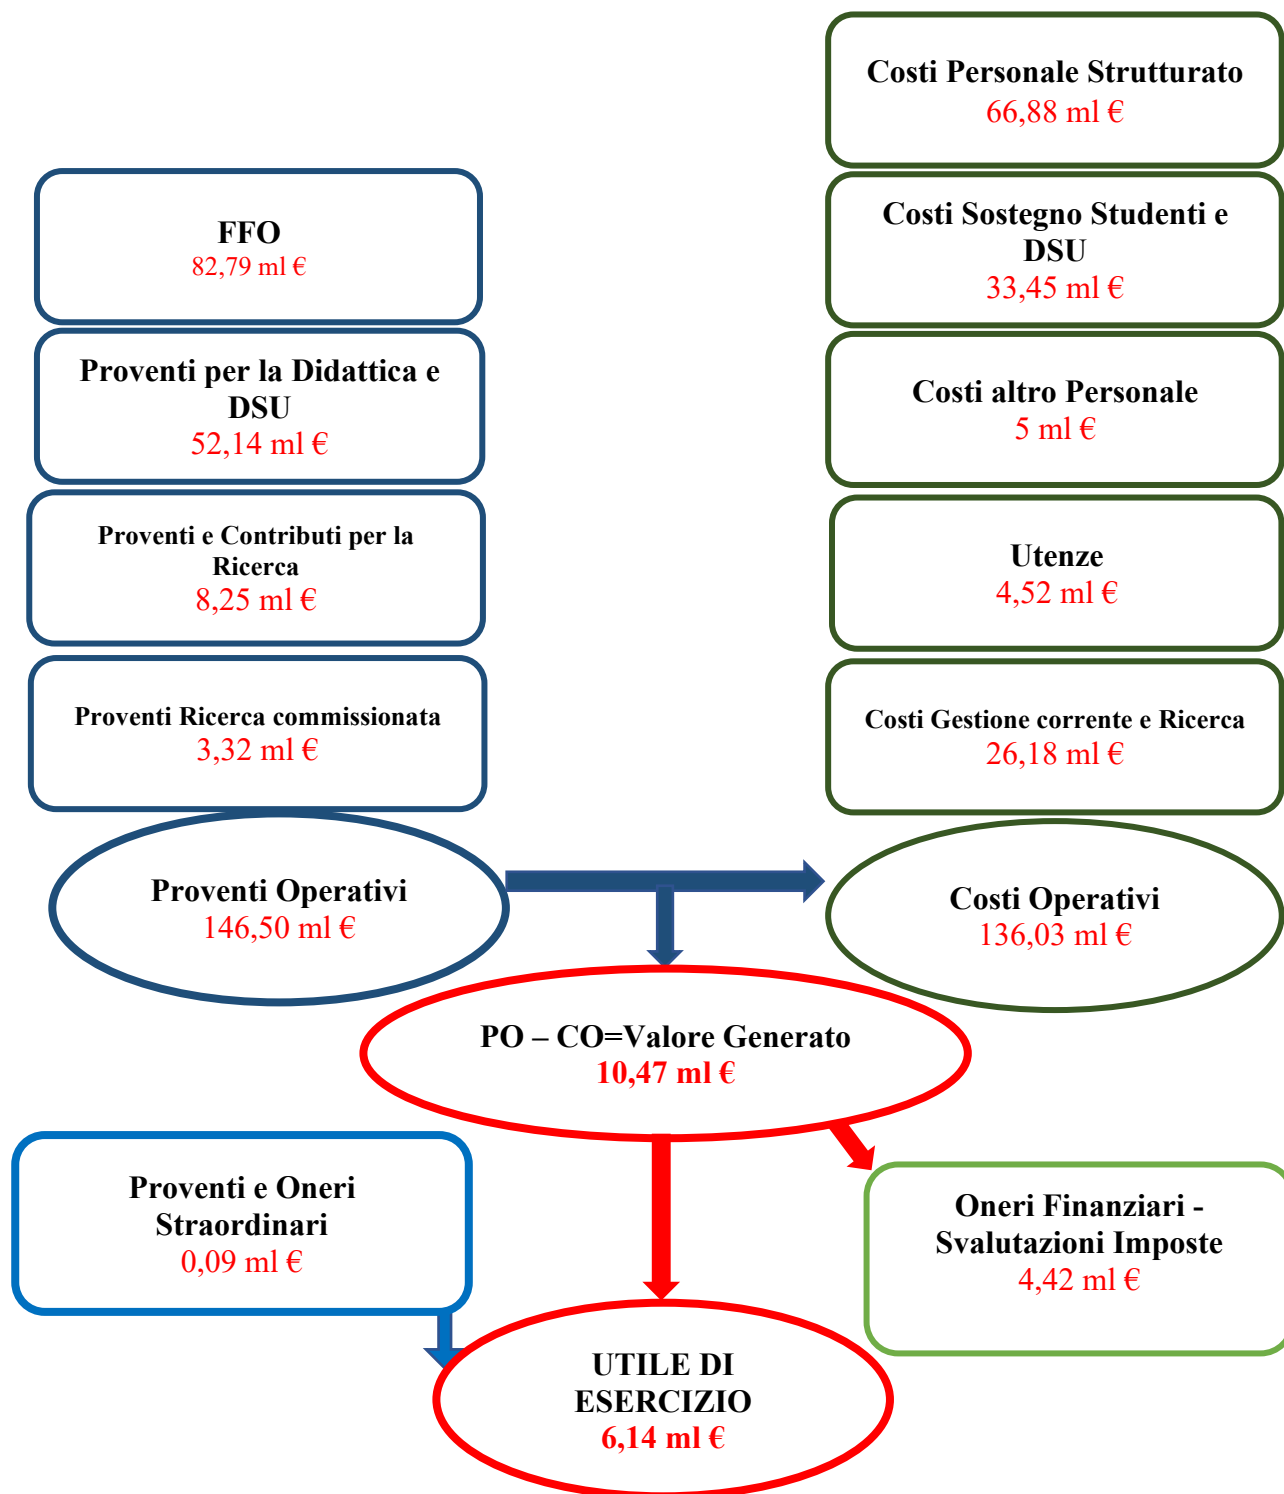 Costi Personale Strutturato
66,88 ml €
FFO
82,79 ml €
Costi Sostegno Studenti e
DSU
33,45 ml €
Proventi per la Didattica e
DSU
52,14 ml €
Costi altro Personale
5 ml €
Proventi e Contributi per la
Ricerca
8,25 ml €
Utenze
4,52 ml €
Proventi Ricerca commissionata
3,32 ml €
Costi Gestione corrente e Ricerca
26,18 ml €
Proventi Operativi
146,50 ml €
Costi Operativi
136,03 ml €
PO – CO=Valore Generato
10,47 ml €
Proventi e Oneri
Straordinari
0,09 ml €
Oneri Finanziari -
Svalutazioni Imposte
4,42 ml €
UTILE DI
ESERCIZIO
6,14 ml €